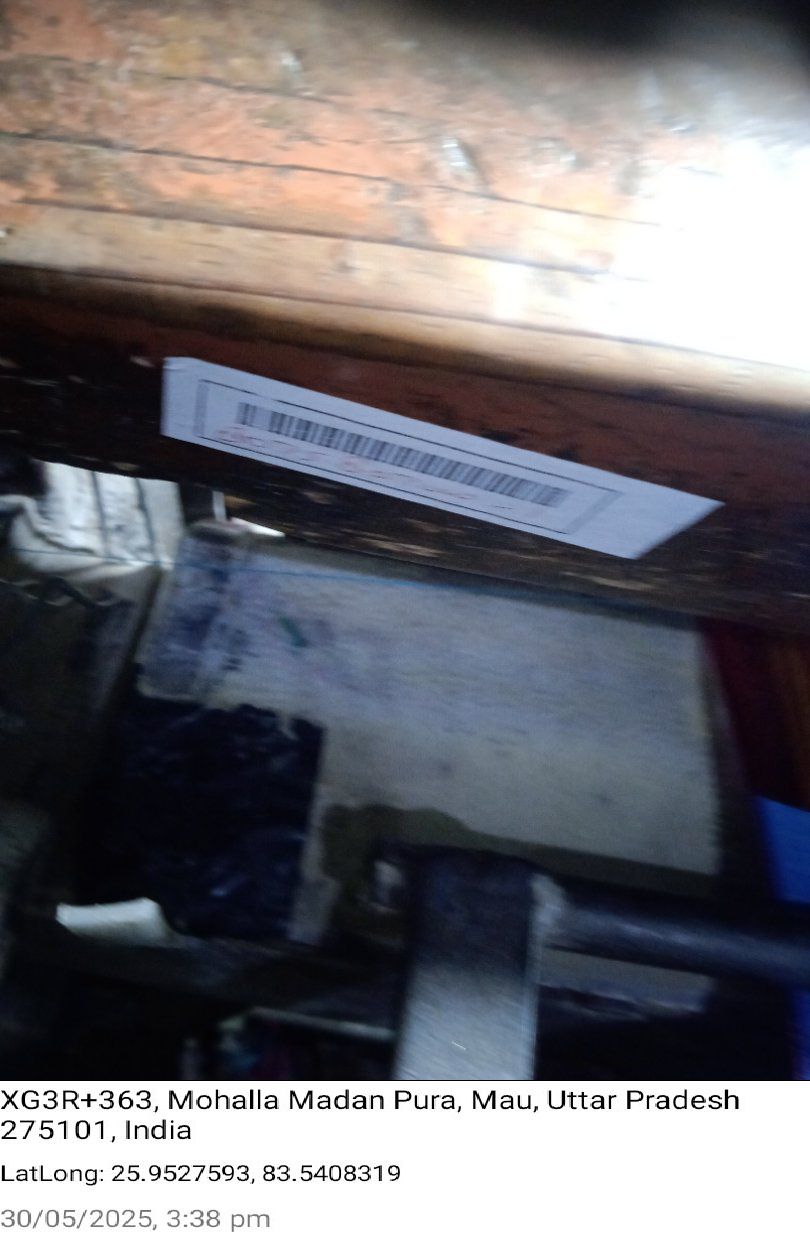 XG3R+363, Mohalla Madan Pura, Mau, Uttar Pradesh
275101, India
LatLong: 25.9527593, 83.5408319
30/05/2025, 3:38 pm